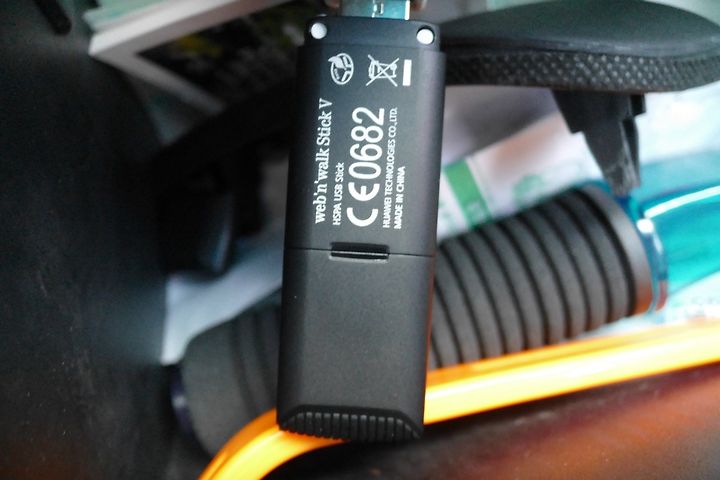 web'n'walk Stick V
HSPA USB Stick
CE0682
HUAWEI TECHNOLOGIES CO.,LTD.
MADE IN CHINA